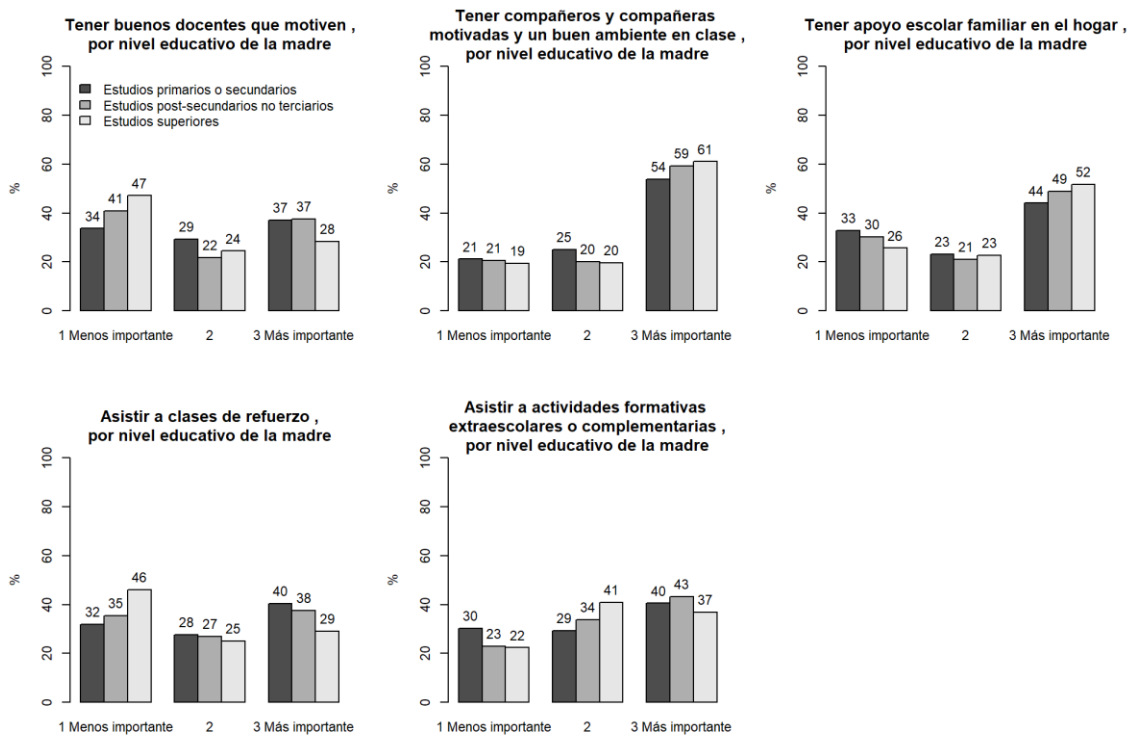 Tener buenos docentes que motiven ,
por nivel educativo de la madre
100
80
60
40
20
0
%
Estudios primarios o secundarios
Estudios post-secundarios no terciarios
Estudios superiores
34 41 47
29 22 24
37 37 28
1 Menos importante 2 3 Más importante
Tener compañeros y compañeras
motivadas y un buen ambiente en clase ,
por nivel educativo de la madre
100
80
60
40
20
0
%
21 21 19
25 20 20
54 59 61
1 Menos importante 2 3 Más importante
Tener apoyo escolar familiar en el hogar ,
por nivel educativo de la madre
100
80
60
40
20
0
%
33 30 26
23 21 23
44 49 52
1 Menos importante 2 3 Más importante
Asistir a clases de refuerzo ,
por nivel educativo de la madre
100
80
60
40
20
0
%
32 35 46
28 27 25
40 38 29
1 Menos importante 2 3 Más importante
Asistir a actividades formativas
extraescolares o complementarias ,
por nivel educativo de la madre
100
80
60
40
20
0
%
30 23 22
29 34 41
40 43 37
1 Menos importante 2 3 Más importante